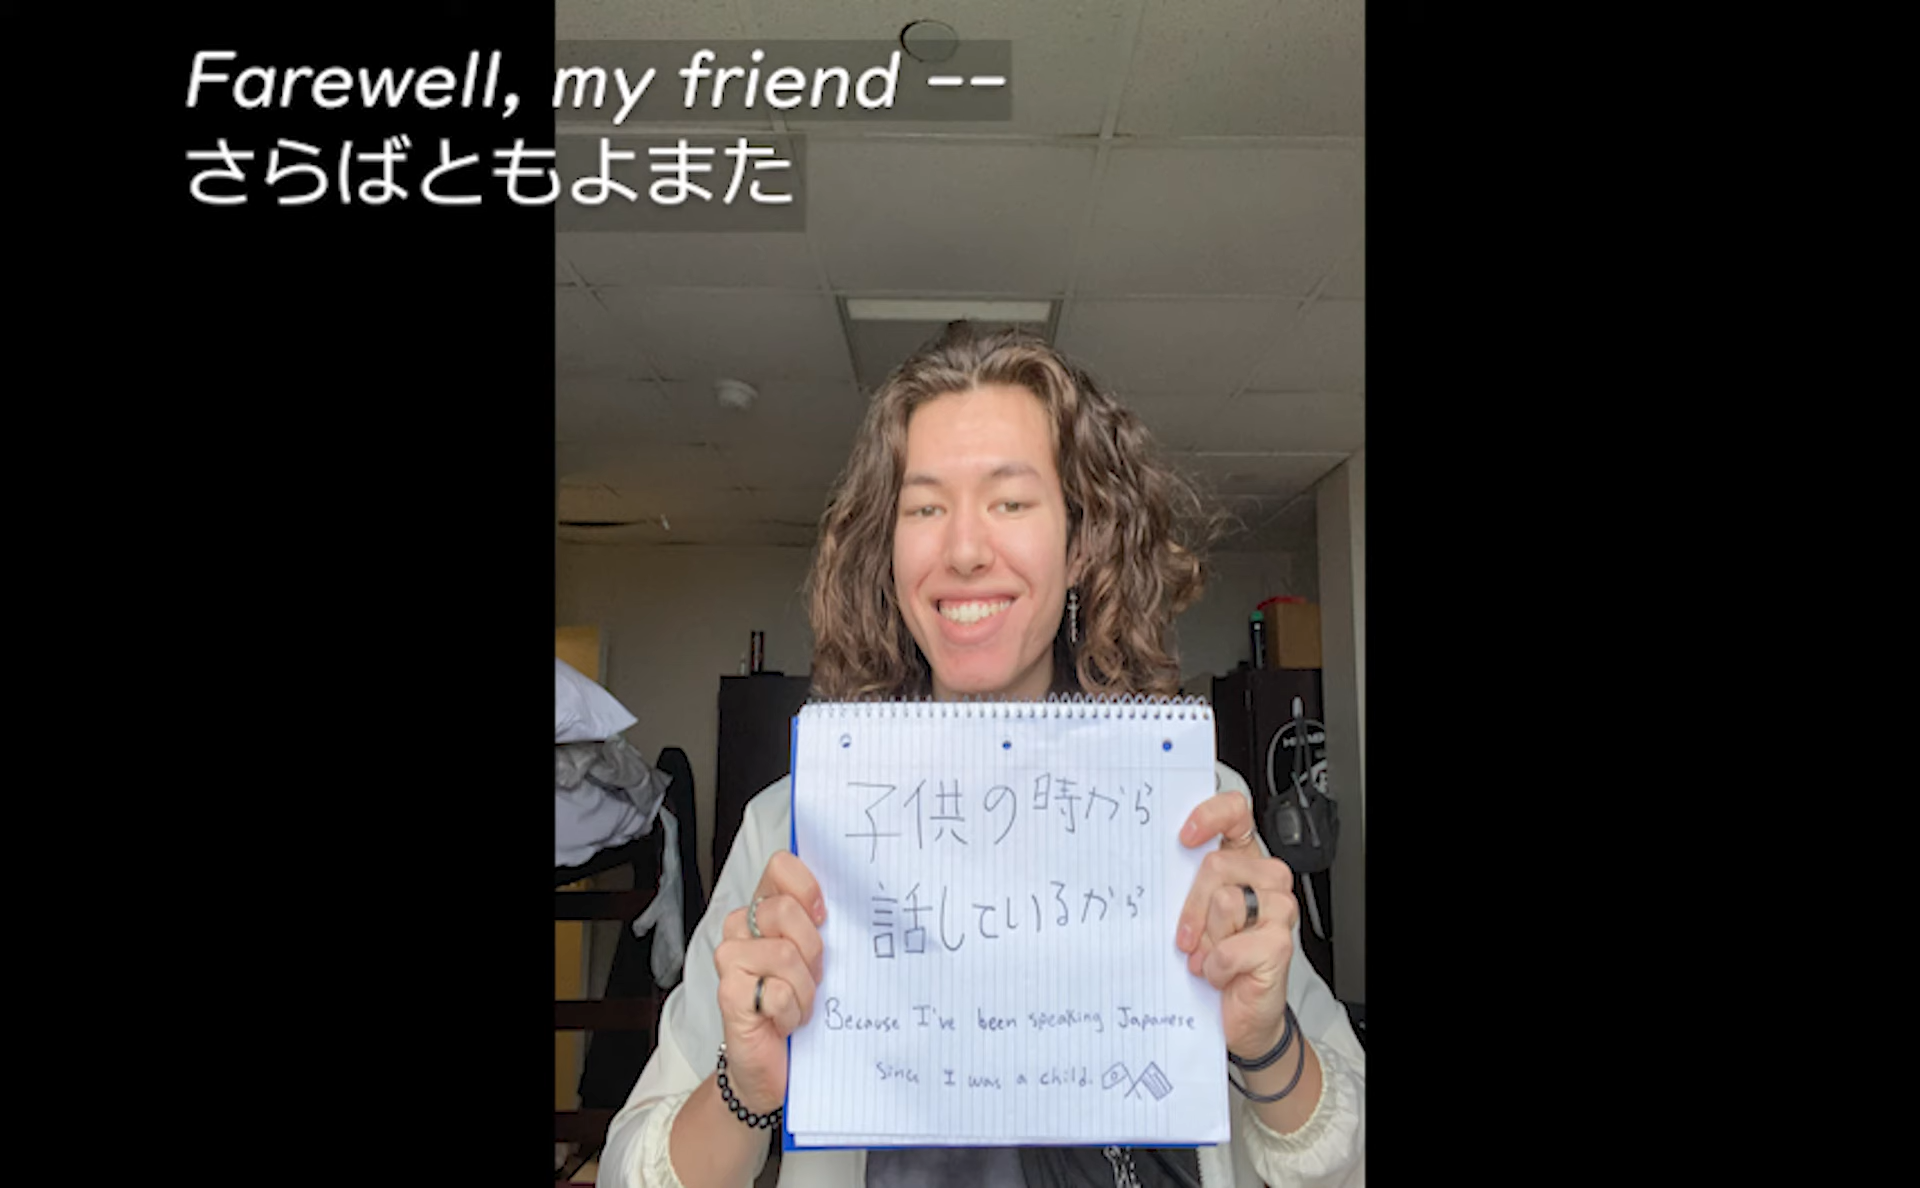 Farewell, my friend --
さらばともよまた
子供の時から
話しているから
Because I've been speaking Japanese
Since I was a child.